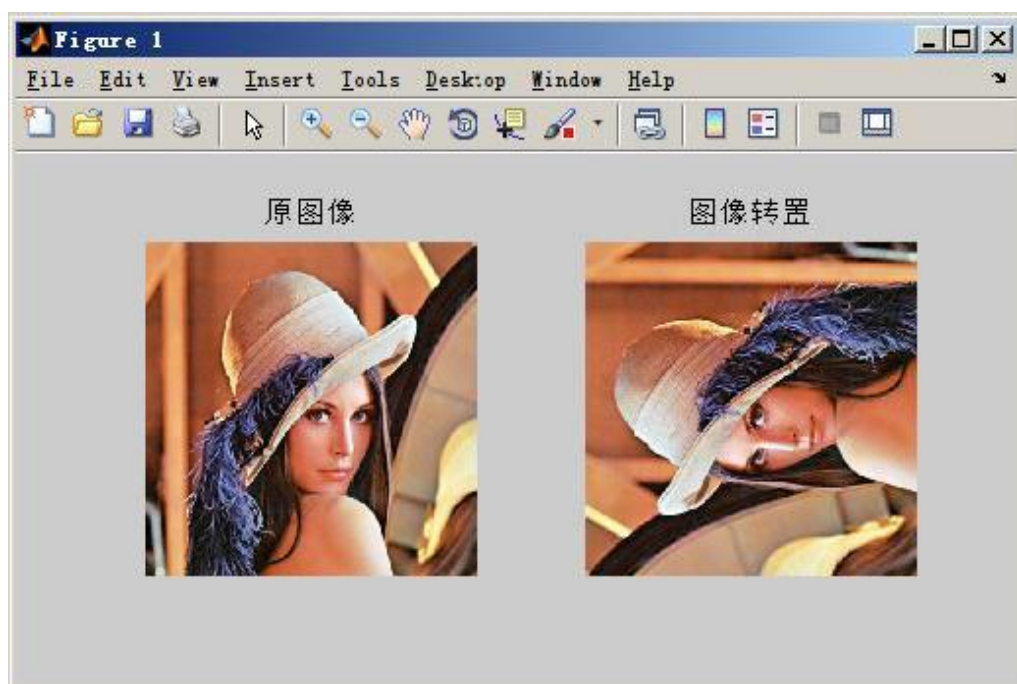 Figure 1
File Edit View Insert Tools Desktop Window Help
原图像 图像转置